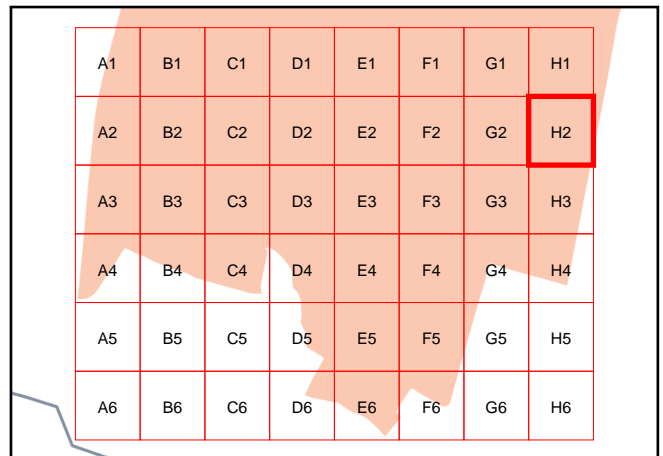 A1 B1 C1 D1 E1 F1 G1 H1
A2 B2 C2 D2 E2 F2 G2 H2
A3 B3 C3 D3 E3 F3 G3 H3
A4 B4 C4 D4 E4 F4 G4 H4
A5 B5 C5 D5 E5 F5 G5 H5
A6 B6 C6 D6 E6 F6 G6 H6